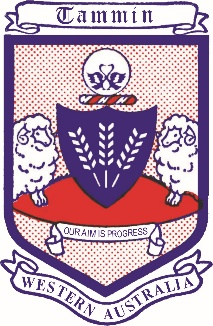 Tammin
OUR AIM IS PROGRESS
WESTERN AUSTRALIA